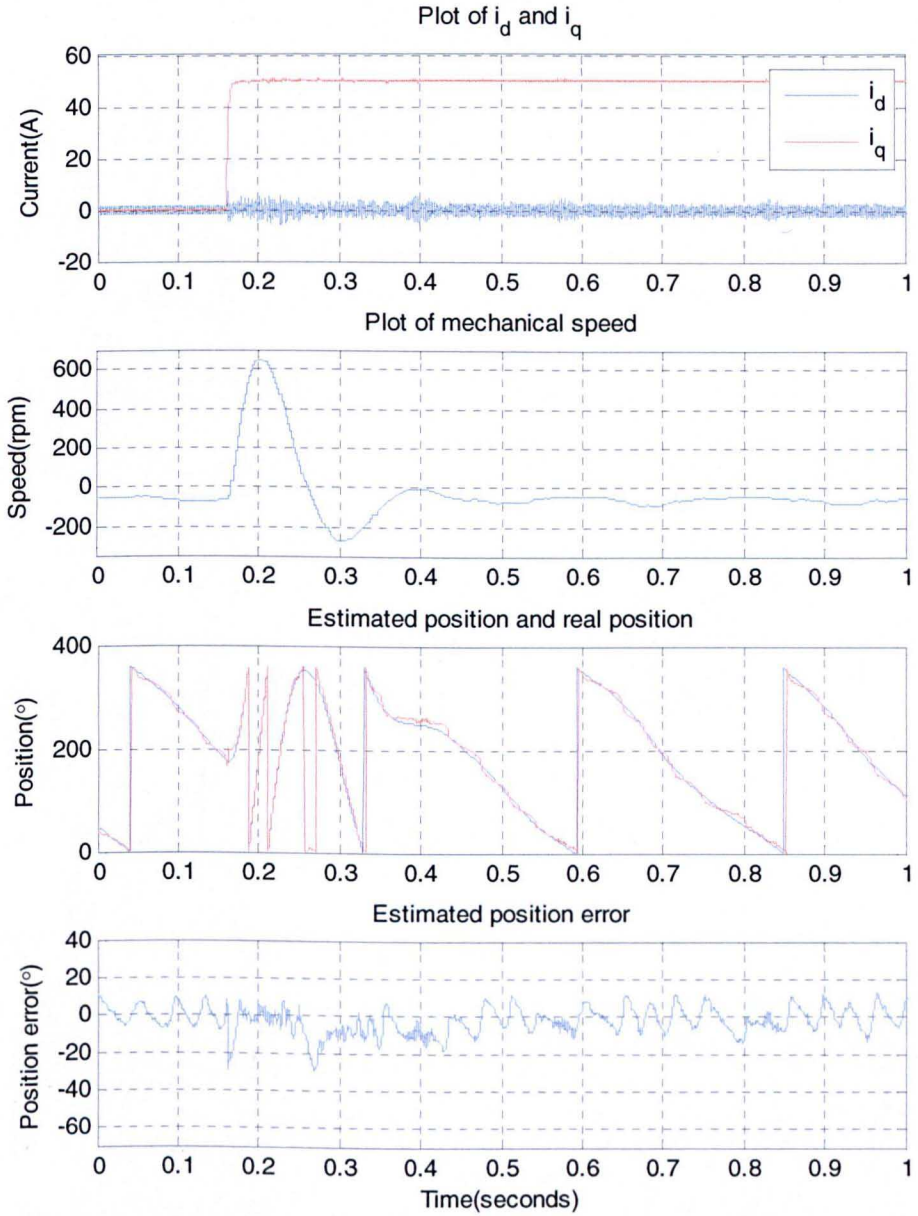 Plot of i_d and i_q
60
40
20
0
-20
Current(A)
i_d
i_q
0 0.1 0.2 0.3 0.4 0.5 0.6 0.7 0.8 0.9 1
Plot of mechanical speed
600
400
200
0
-200
Speed(rpm)
0 0.1 0.2 0.3 0.4 0.5 0.6 0.7 0.8 0.9 1
Estimated position and real position
400
200
0
Position(°)
0 0.1 0.2 0.3 0.4 0.5 0.6 0.7 0.8 0.9 1
Estimated position error
40
20
0
-20
-40
-60
Position error(°)
0 0.1 0.2 0.3 0.4 0.5 0.6 0.7 0.8 0.9 1
Time(seconds)